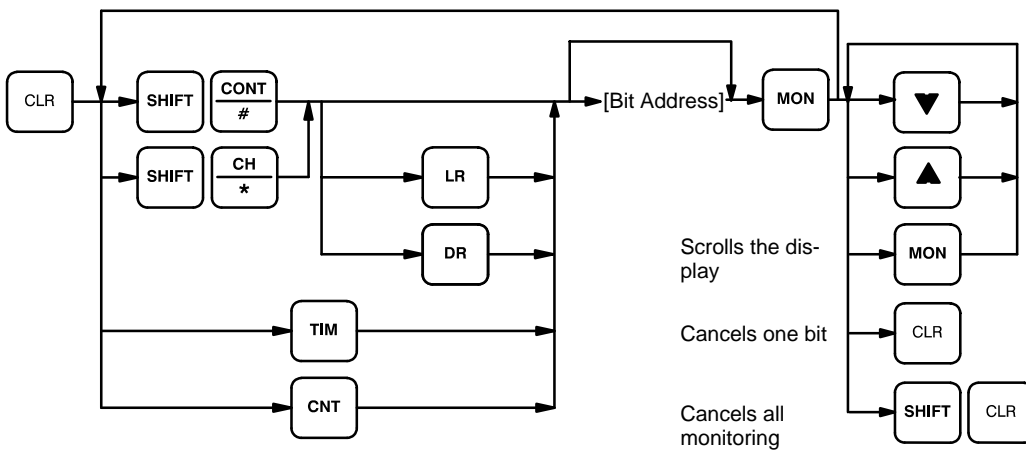 CLR
SHIFT
CONT
#
SHIFT
CH
*
LR
DR
TIM
CNT
[Bit Address]
MON
▼
▲
Scrolls the dis-
play
MON
Cancels one bit
CLR
Cancels all
monitoring
SHIFT
CLR